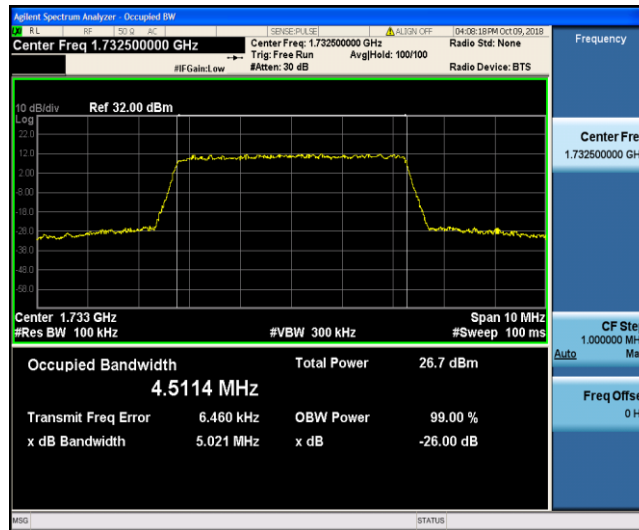 Agilent Spectrum Analyzer - Occupied BW
RL RF 50 Ω AC SENSE:PULSE ALIGN OFF 04:08:18 PM Oct 09, 2018
Center Freq 1.732500000 GHz Center Freq: 1.732500000 GHz Radio Std: None Frequency
Trig: Free Run Avg|Hold: 100/100
#IFGain:Low #Atten: 30 dB Radio Device: BTS
10 dB/div Ref 32.00 dBm
Log
22.0
12.0
2.00
-8.00
-18.0
-28.0
-38.0
-48.0
-58.0
Center Fre
1.732500000 GH
Center 1.733 GHz Span 10 MHz
#Res BW 100 kHz #VBW 300 kHz #Sweep 100 ms
CF Ste
1.000000 MH
Auto Ma
Occupied Bandwidth Total Power 26.7 dBm
4.5114 MHz
Transmit Freq Error 6.460 kHz OBW Power 99.00 %
x dB Bandwidth 5.021 MHz x dB -26.00 dB
Freq Offse
0 H
MSG STATUS